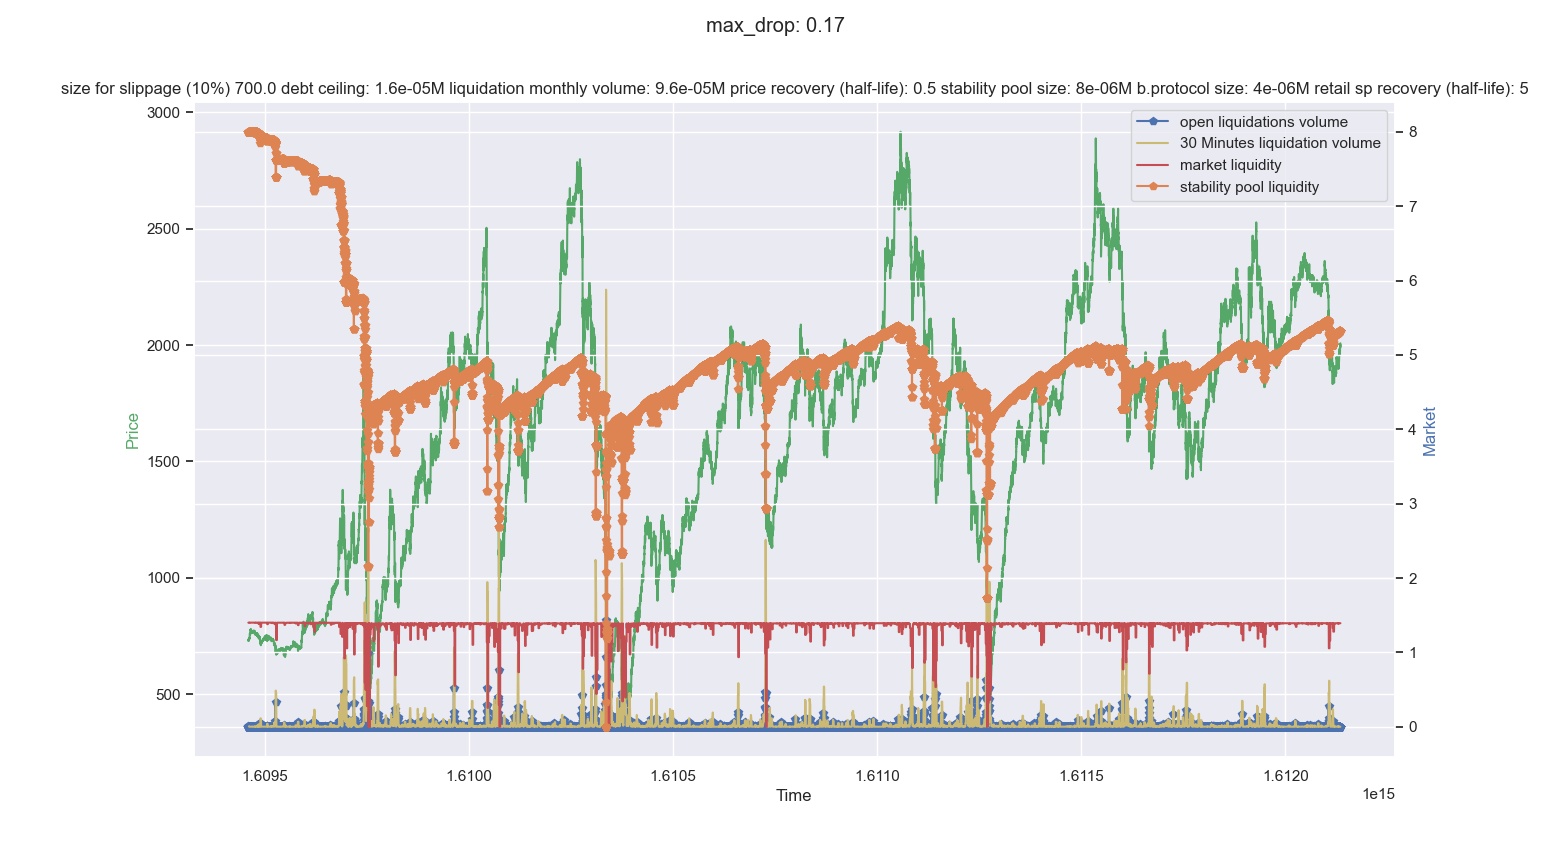 max_drop: 0.17
size for slippage (10%) 700.0 debt ceiling: 1.6e-05M liquidation monthly volume: 9.6e-05M price recovery (half-life): 0.5 stability pool size: 8e-06M b.protocol size: 4e-06M retail sp recovery (half-life): 5
open liquidations volume
30 Minutes liquidation volume
market liquidity
stability pool liquidity
3000
2500
2000
1500
1000
500
Price
8
7
6
5
4
3
2
1
0
Market
1.6095 1.6100 1.6105 1.6110 1.6115 1.6120
Time
1e15